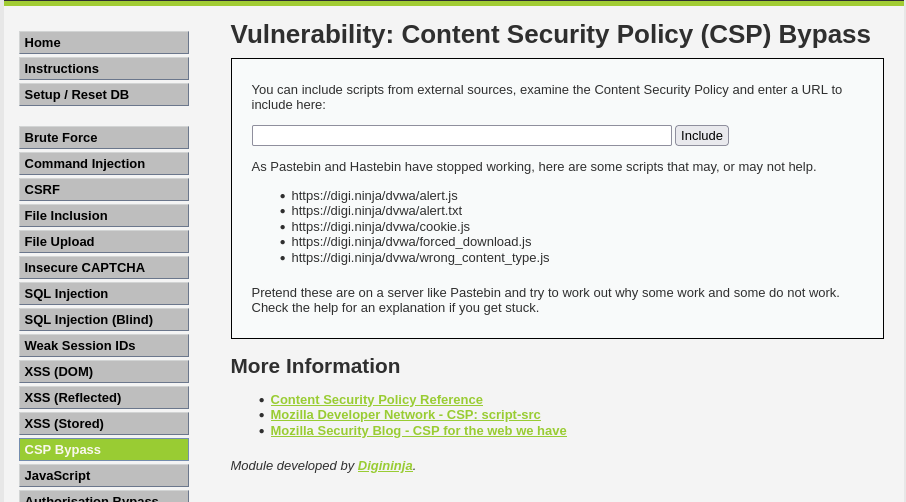 Home
Instructions
Setup / Reset DB
Brute Force
Command Injection
CSRF
File Inclusion
File Upload
Insecure CAPTCHA
SQL Injection
SQL Injection (Blind)
Weak Session IDs
XSS (DOM)
XSS (Reflected)
XSS (Stored)
CSP Bypass
JavaScript
Authorisation Bypass
Vulnerability: Content Security Policy (CSP) Bypass
You can include scripts from external sources, examine the Content Security Policy and enter a URL to
include here:
Include
As Pastebin and Hastebin have stopped working, here are some scripts that may, or may not help.
• https://digi.ninja/dvwa/alert.js
• https://digi.ninja/dvwa/alert.txt
• https://digi.ninja/dvwa/cookie.js
• https://digi.ninja/dvwa/forced_download.js
• https://digi.ninja/dvwa/wrong_content_type.js
Pretend these are on a server like Pastebin and try to work out why some work and some do not work.
Check the help for an explanation if you get stuck.
More Information
• Content Security Policy Reference
• Mozilla Developer Network - CSP: script-src
• Mozilla Security Blog - CSP for the web we have
Module developed by Digininja.